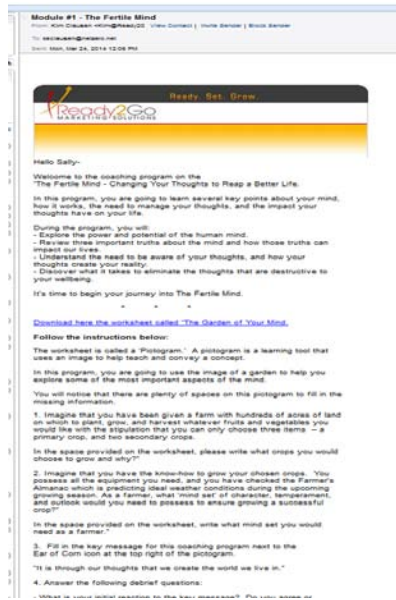 Module #1 - The Fertile Mind
From: Kim Clausen <Kim@Ready20 View Contact | Invite Sender | Block Sender
To: saclausen@netzero.net
Sent: Mon, Mar 24, 2014 12:06 PM
Ready. Set. Grow.
Ready2Go
MARKETING SOLUTIONS
Hello Sally-
Welcome to the coaching program on the
'The Fertile Mind - Changing Your Thoughts to Reap a Better Life.
In this program, you are going to learn several key points about your mind,
how it works, the need to manage your thoughts, and the impact your
thoughts have on your life.
During the program, you will:
- Explore the power and potential of the human mind.
- Review three important truths about the mind and how those truths can
impact our lives.
- Understand the need to be aware of your thoughts, and how your
thoughts create your reality.
- Discover what it takes to eliminate the thoughts that are destructive to
your wellbeing.
It's time to begin your journey into The Fertile Mind.
* * *
Download here the worksheet called 'The Garden of Your Mind.
Follow the instructions below:
The worksheet is called a 'Pictogram.' A pictogram is a learning tool that
uses an image to help teach and convey a concept.
In this program, you are going to use the image of a garden to help you
explore some of the most important aspects of the mind.
You will notice that there are plenty of spaces on this pictogram to fill in the
missing information.
1. Imagine that you have been given a farm with hundreds of acres of land
on which to plant, grow, and harvest whatever fruits and vegetables you
would like with the stipulation that you can only choose three items -- a
primary crop, and two secondary crops.
In the space provided on the worksheet, please write what crops you would
choose to grow and why?"
2. Imagine that you have the know-how to grow your chosen crops. You
possess all the equipment you need, and you have checked the Farmer's
Almanac which is predicting ideal weather conditions during the upcoming
growing season. As a farmer, what 'mind set' of character, temperament,
and outlook would you need to possess to ensure growing a successful
crop?"
In the space provided on the worksheet, write what mind set you would
need as a farmer."
3. Fill in the key message for this coaching program next to the
Ear of Corn icon at the top right of the pictogram.
"It is through our thoughts that we create the world we live in."
4. Answer the following debrief questions:
- What is your initial reaction to the key message? Do you agree or